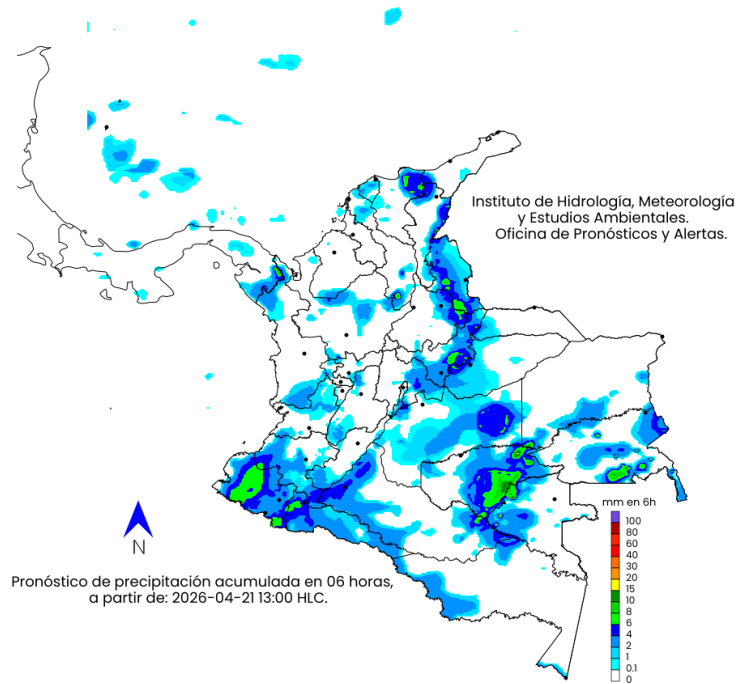 Instituto de Hidrología, Meteorología
y Estudios Ambientales.
Oficina de Pronósticos y Alertas.
N
Pronóstico de precipitación acumulada en 06 horas,
a partir de: 2026-04-21 13:00 HLC.
mm en 6h
100
80
60
40
30
20
15
10
8
6
4
2
1
0.1
0